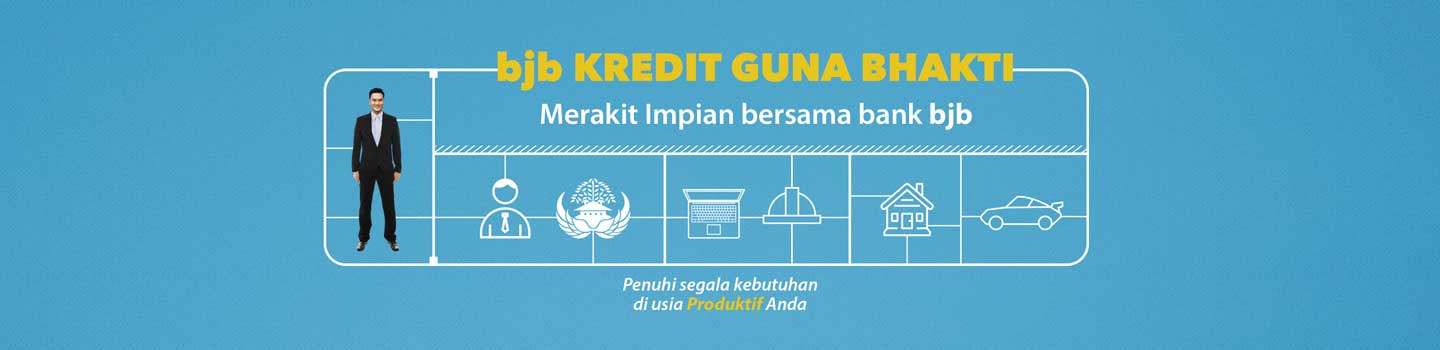 bjb KREDIT GUNA BHAKTI
Merakit Impian bersama bank bjb
Penuhi segala kebutuhan
di usia Produktif Anda